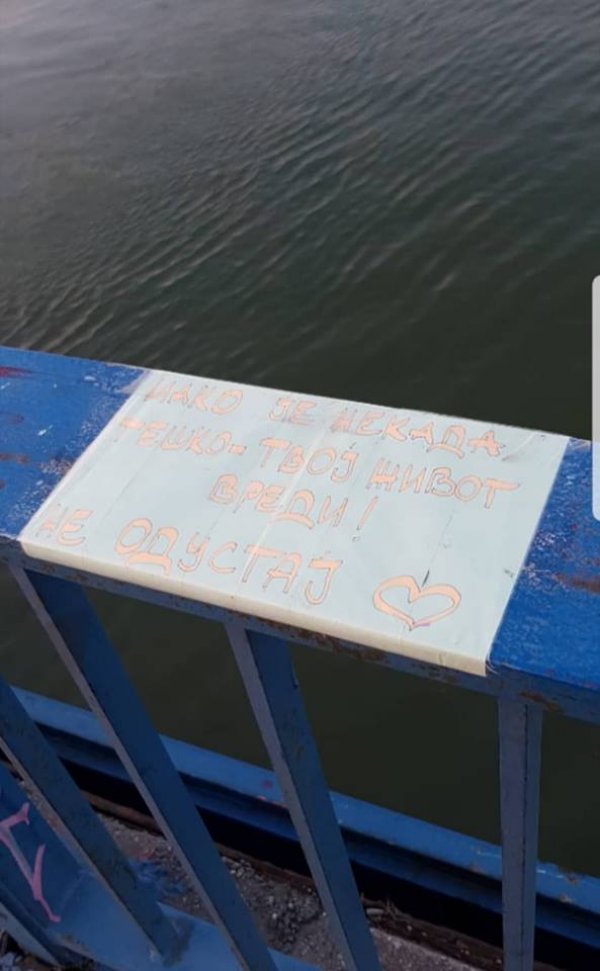 ИАКО ЈЕ НЕКАДА
ТЕШКО- ТВОЈ ЖИВОТ
ВРЕДИ!
НЕ ОДУСТАЈ